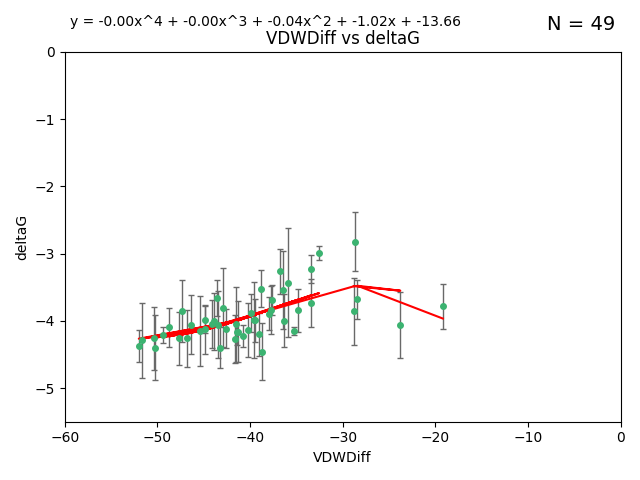 y = -0.00x^4 + -0.00x^3 + -0.04x^2 + -1.02x + -13.66
N = 49
VDWDiff vs deltaG
0
−1
−2
−3
−4
−5
deltaG
−60 −50 −40 −30 −20 −10 0
VDWDiff